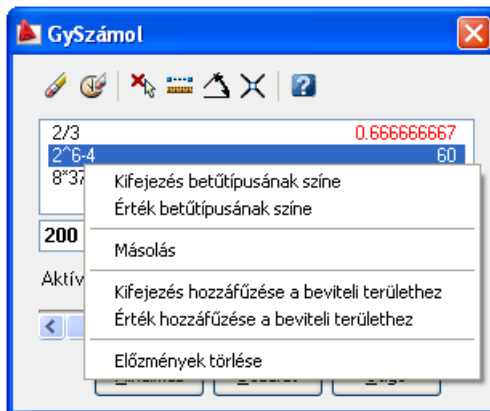 GySzámol
2/3 0.666666667
2^6-4 60
8*37
Kifejezés betűtípusának színe
Érték betűtípusának színe
200
Másolás
Aktív
Kifejezés hozzáfűzése a beviteli területhez
Érték hozzáfűzése a beviteli területhez
Előzmények törlése